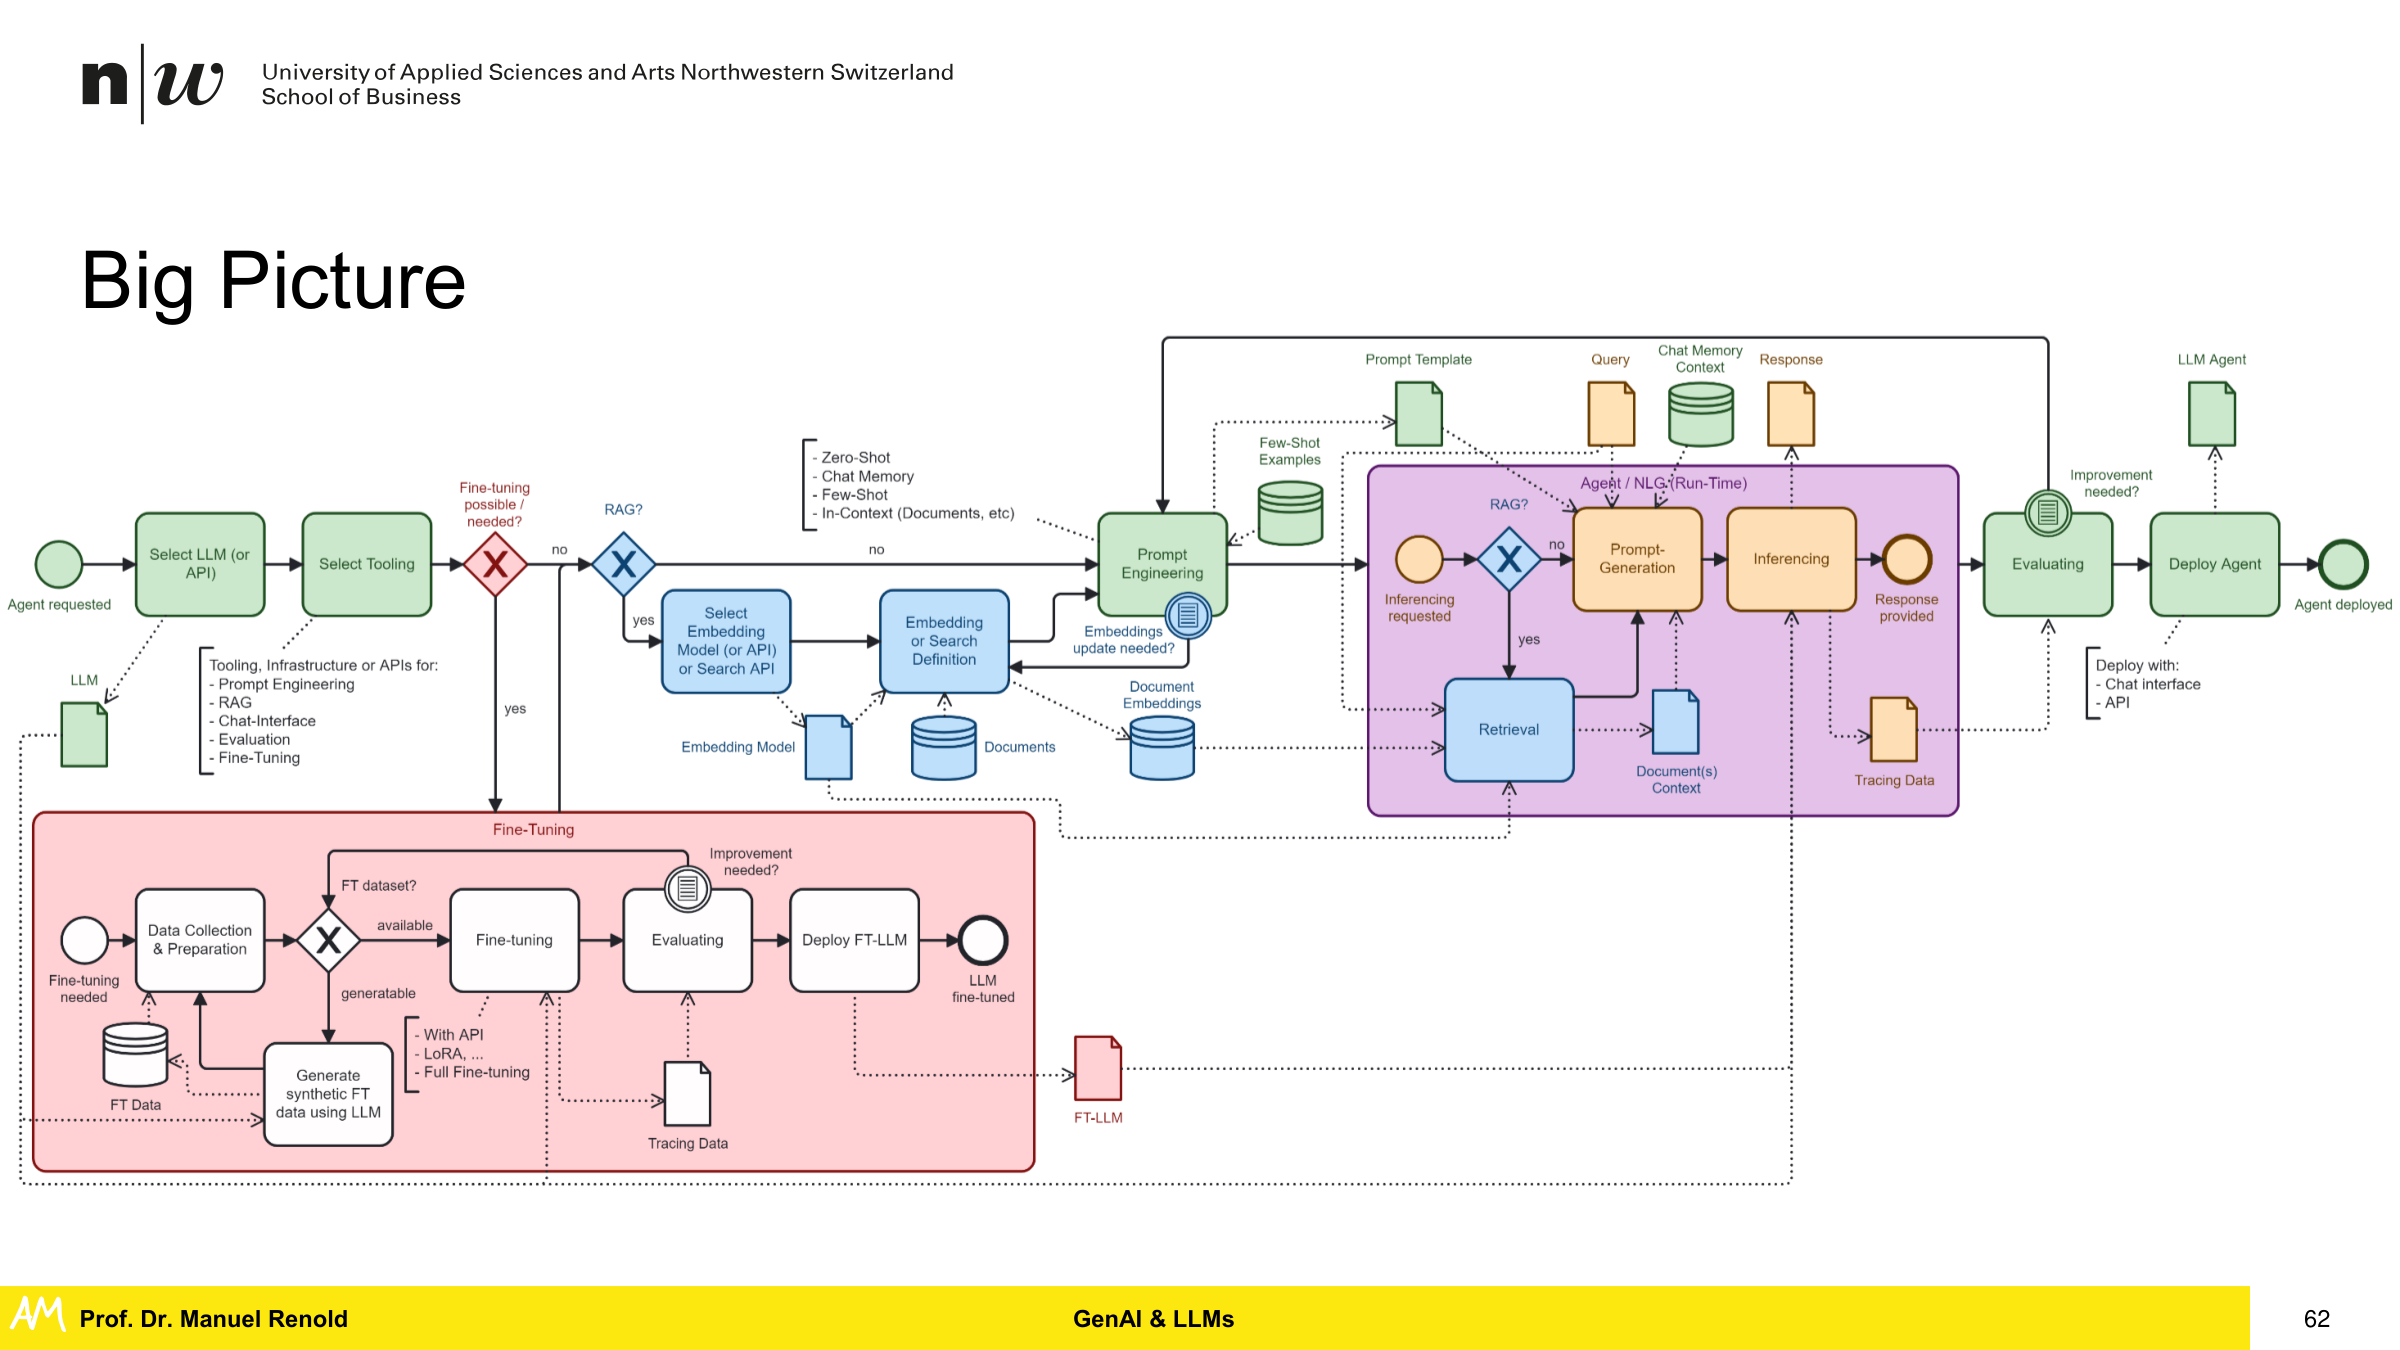 n|w
University of Applied Sciences and Arts Northwestern Switzerland
School of Business
Big Picture
Agent requested
Select LLM (or
API)
LLM
Select Tooling
Tooling, Infrastructure or APIs for:
- Prompt Engineering
- RAG
- Chat-Interface
- Evaluation
- Fine-Tuning
Fine-tuning
possible /
needed?
X
no
yes
RAG?
X
no
yes
Select
Embedding
Model (or API)
or Search API
Embedding Model
Embedding
or Search
Definition
Documents
- Zero-Shot
- Chat Memory
- Few-Shot
- In-Context (Documents, etc)
Prompt
Engineering
Embeddings
update needed?
Document
Embeddings
Few-Shot
Examples
Prompt Template
Query
Chat Memory
Context
Response
Agent / NLG (Run-Time)
Inferencing
requested
RAG?
X
no
yes
Prompt-
Generation
Inferencing
Response
provided
Retrieval
Document(s)
Context
Tracing Data
Improvement
needed?
Evaluating
LLM Agent
Deploy Agent
Agent deployed
Deploy with:
- Chat interface
- API
Fine-Tuning
Fine-tuning
needed
Data Collection
& Preparation
FT Data
FT dataset?
X
available
generatable
Generate
synthetic FT
data using LLM
Fine-tuning
- With API
- LoRA, ...
- Full Fine-tuning
Improvement
needed?
Evaluating
Tracing Data
Deploy FT-LLM
LLM
fine-tuned
FT-LLM
AM
Prof. Dr. Manuel Renold
GenAI & LLMs
62